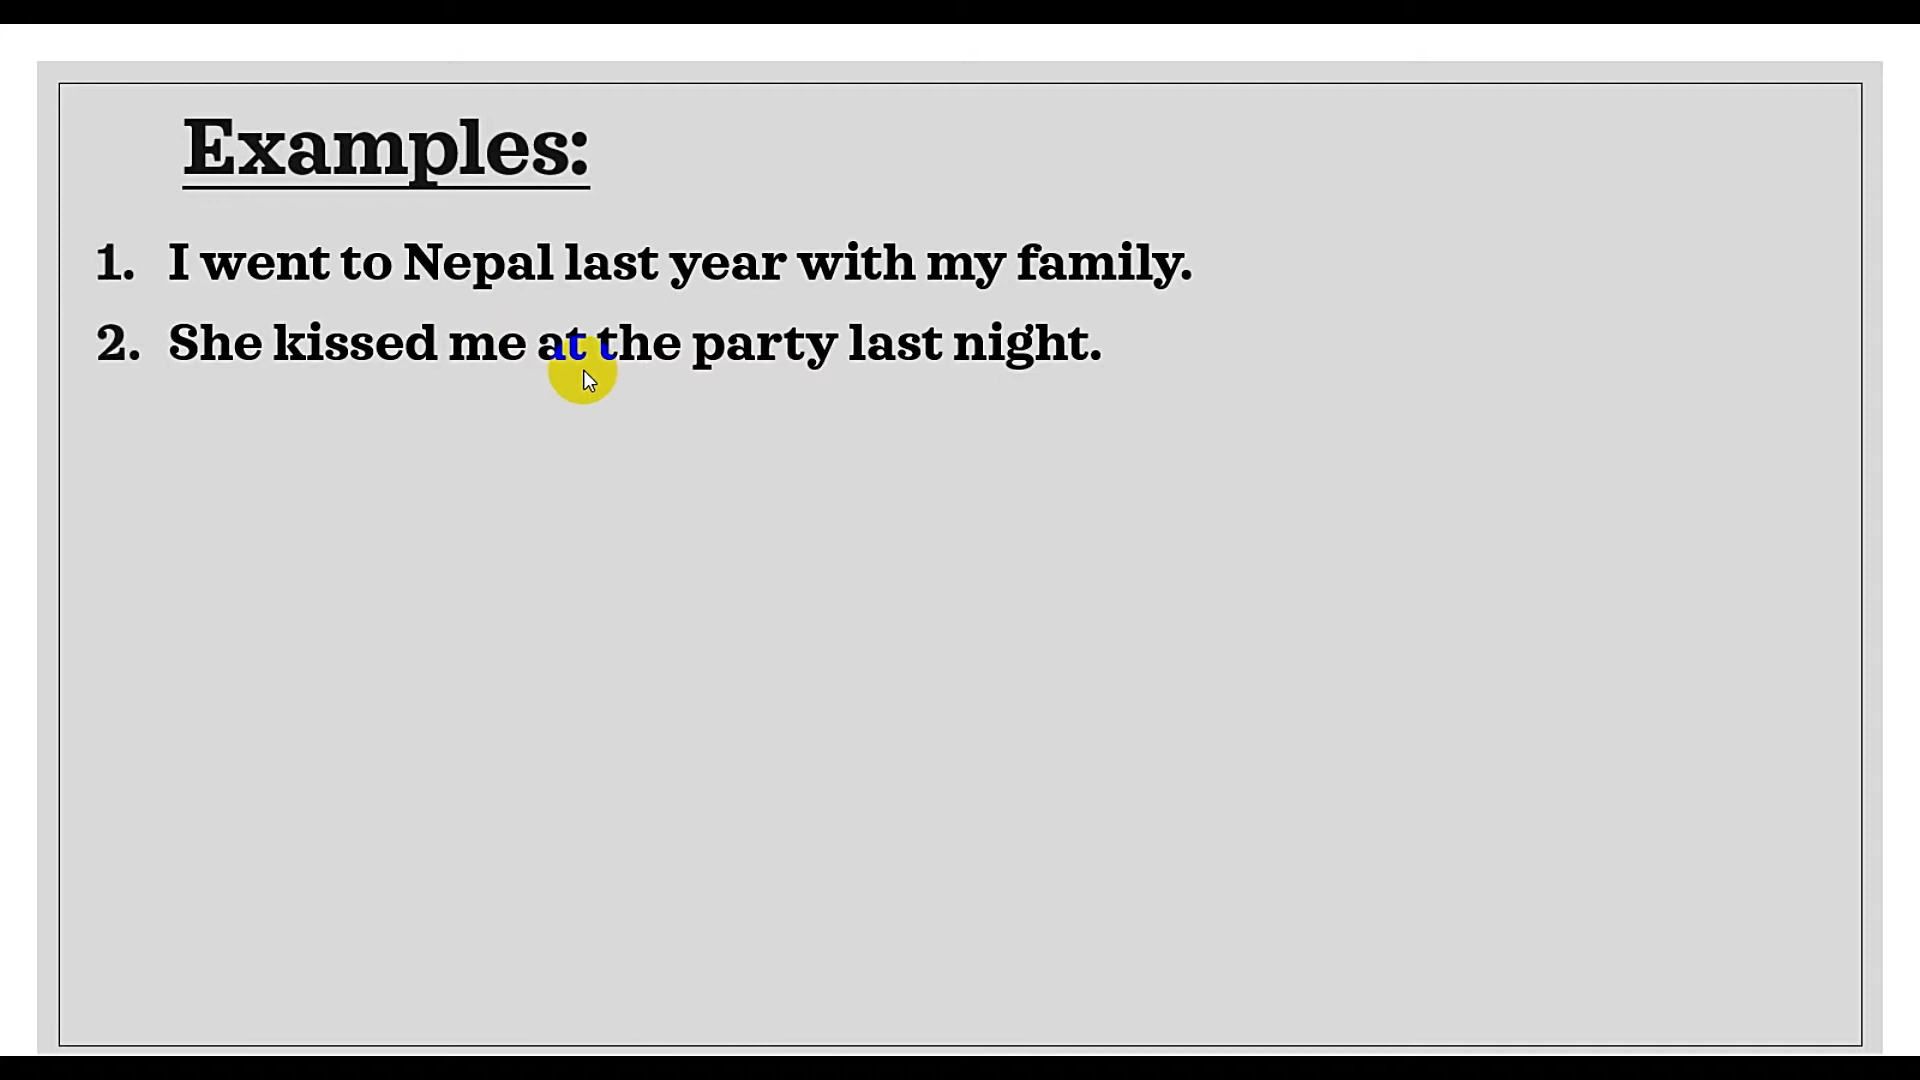 Examples:
1. I went to Nepal last year with my family.
2. She kissed me at the party last night.